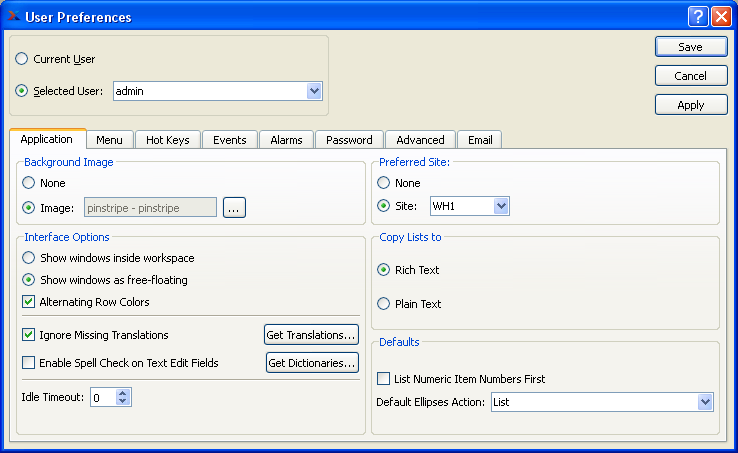 User Preferences
Current User
Selected User: admin
Save
Cancel
Apply
Application Menu Hot Keys Events Alarms Password Advanced Email
Background Image
None
Image: pinstripe - pinstripe ...
Preferred Site:
None
Site: WH1
Interface Options
Show windows inside workspace
Show windows as free-floating
Alternating Row Colors
Ignore Missing Translations Get Translations...
Enable Spell Check on Text Edit Fields Get Dictionaries...
Idle Timeout: 0
Copy Lists to
Rich Text
Plain Text
Defaults
List Numeric Item Numbers First
Default Ellipses Action: List